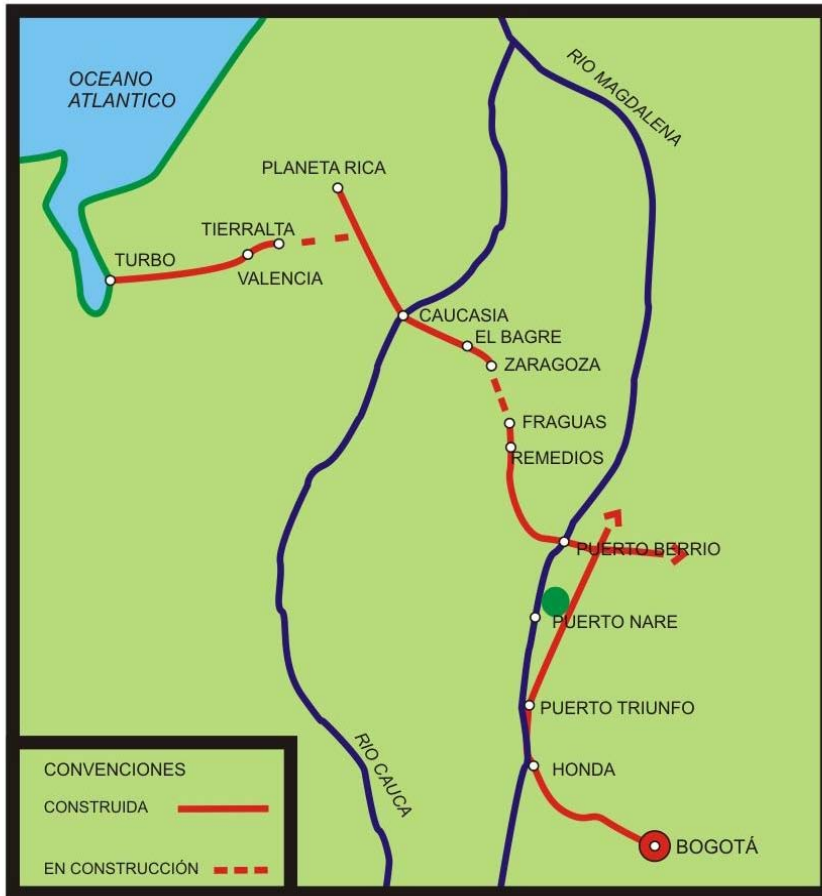 OCEANO
ATLANTICO
RIO MAGDALENA
PLANETA RICA
TIERRALTA
TURBO
VALENCIA
CAUCASIA
EL BAGRE
ZARAGOZA
FRAGUAS
REMEDIOS
PUERTO BERRIO
PUERTO NARE
PUERTO TRIUNFO
RIO CAUCA
HONDA
BOGOTÁ
CONVENCIONES
CONSTRUIDA
EN CONSTRUCCIÓN